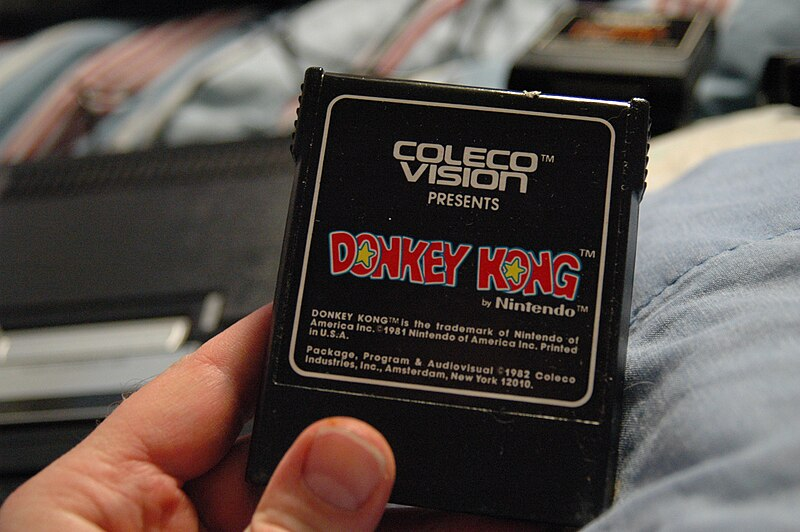 COLECO™
VISION
PRESENTS
DONKEY KONG™
by Nintendo™
DONKEY KONG™ is the trademark of Nintendo of
America Inc. ©1981 Nintendo of America Inc. Printed
in U.S.A.
Package, Program & Audiovisual ©1982 Coleco
Industries, Inc., Amsterdam, New York 12010.